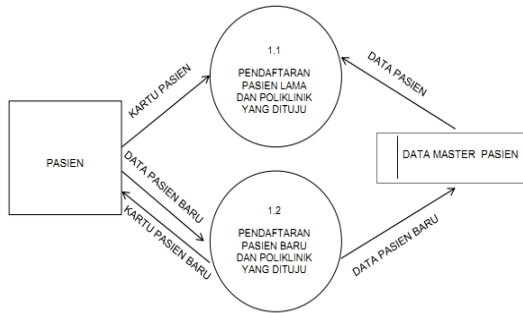 1.1
PENDAFTARAN
PASIEN LAMA
DAN POLIKLINIK
YANG DITUJU
KARTU PASIEN
DATA PASIEN
PASIEN
DATA MASTER PASIEN
DATA PASIEN BARU
KARTU PASIEN BARU
1.2
PENDAFTARAN
PASIEN BARU
DAN POLIKLINIK
YANG DITUJU
DATA PASIEN BARU